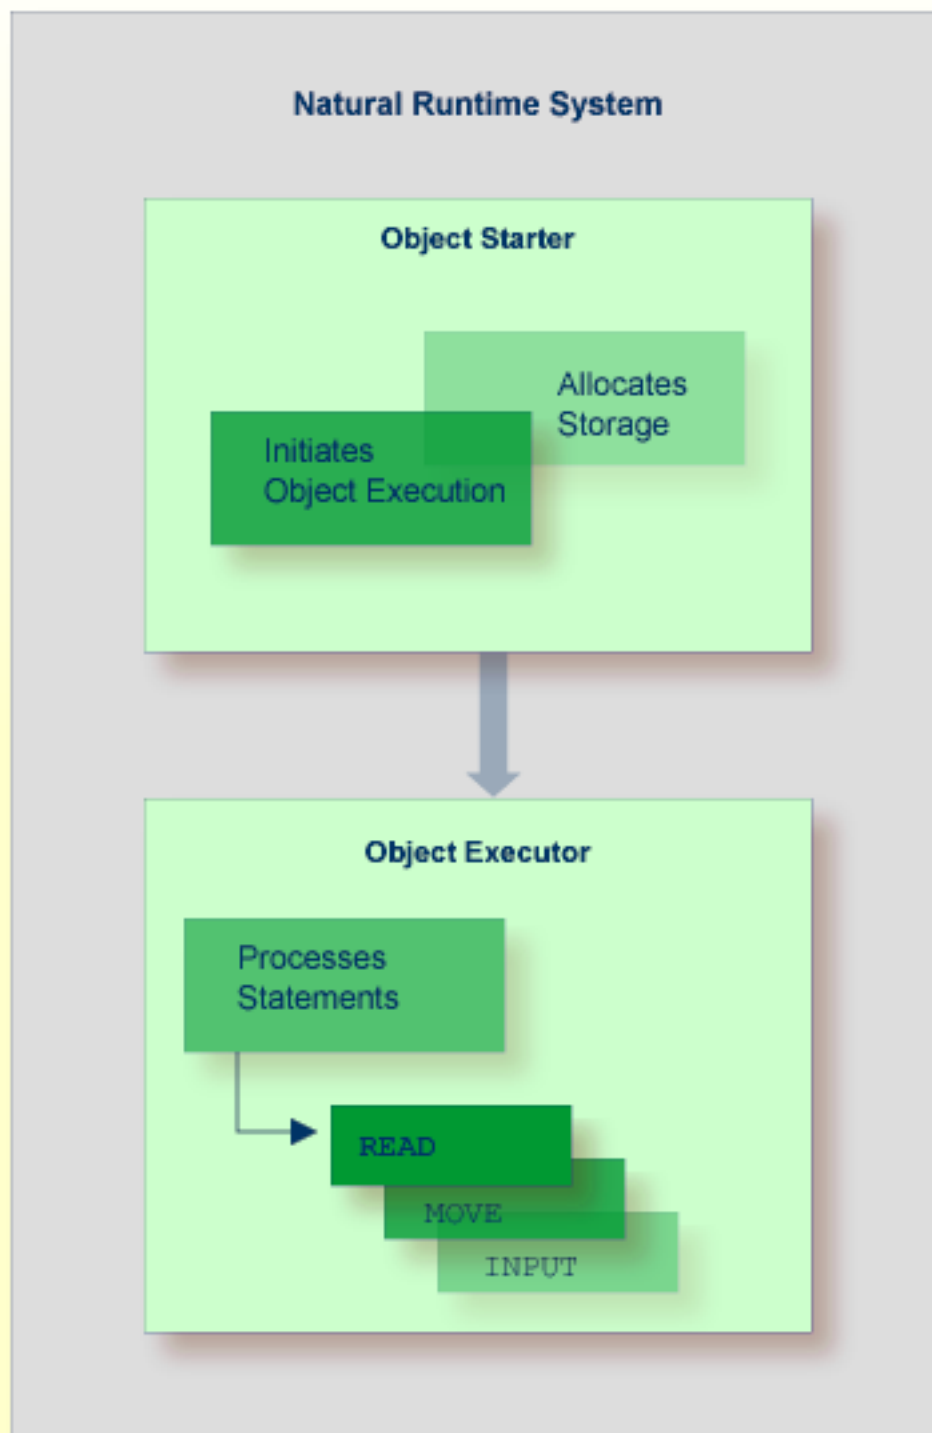 Natural Runtime System
Object Starter
Allocates
Storage
Initiates
Object Execution
Object Executor
Processes
Statements
READ
MOVE
INPUT